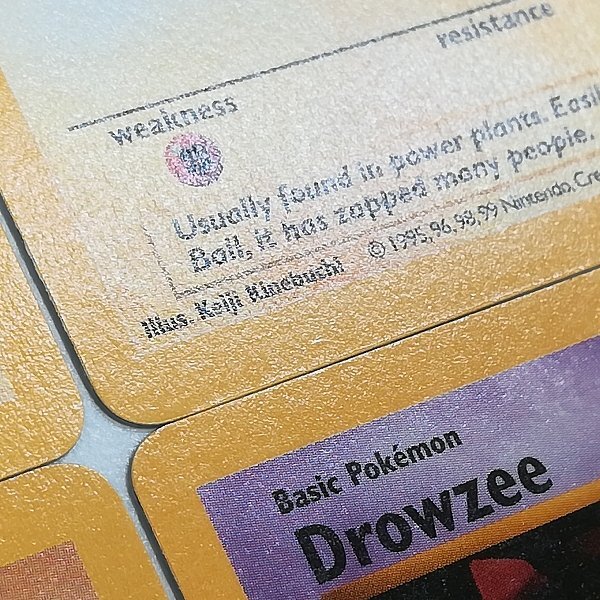 resistance
weakness
Usually found in power plants. Easil
Ball, it has zapped many people.
Illus. Keiji Kinebuchi
© 1995, 96, 98, 99 Nintendo, Cre
Basic Pokémon
Drowzee